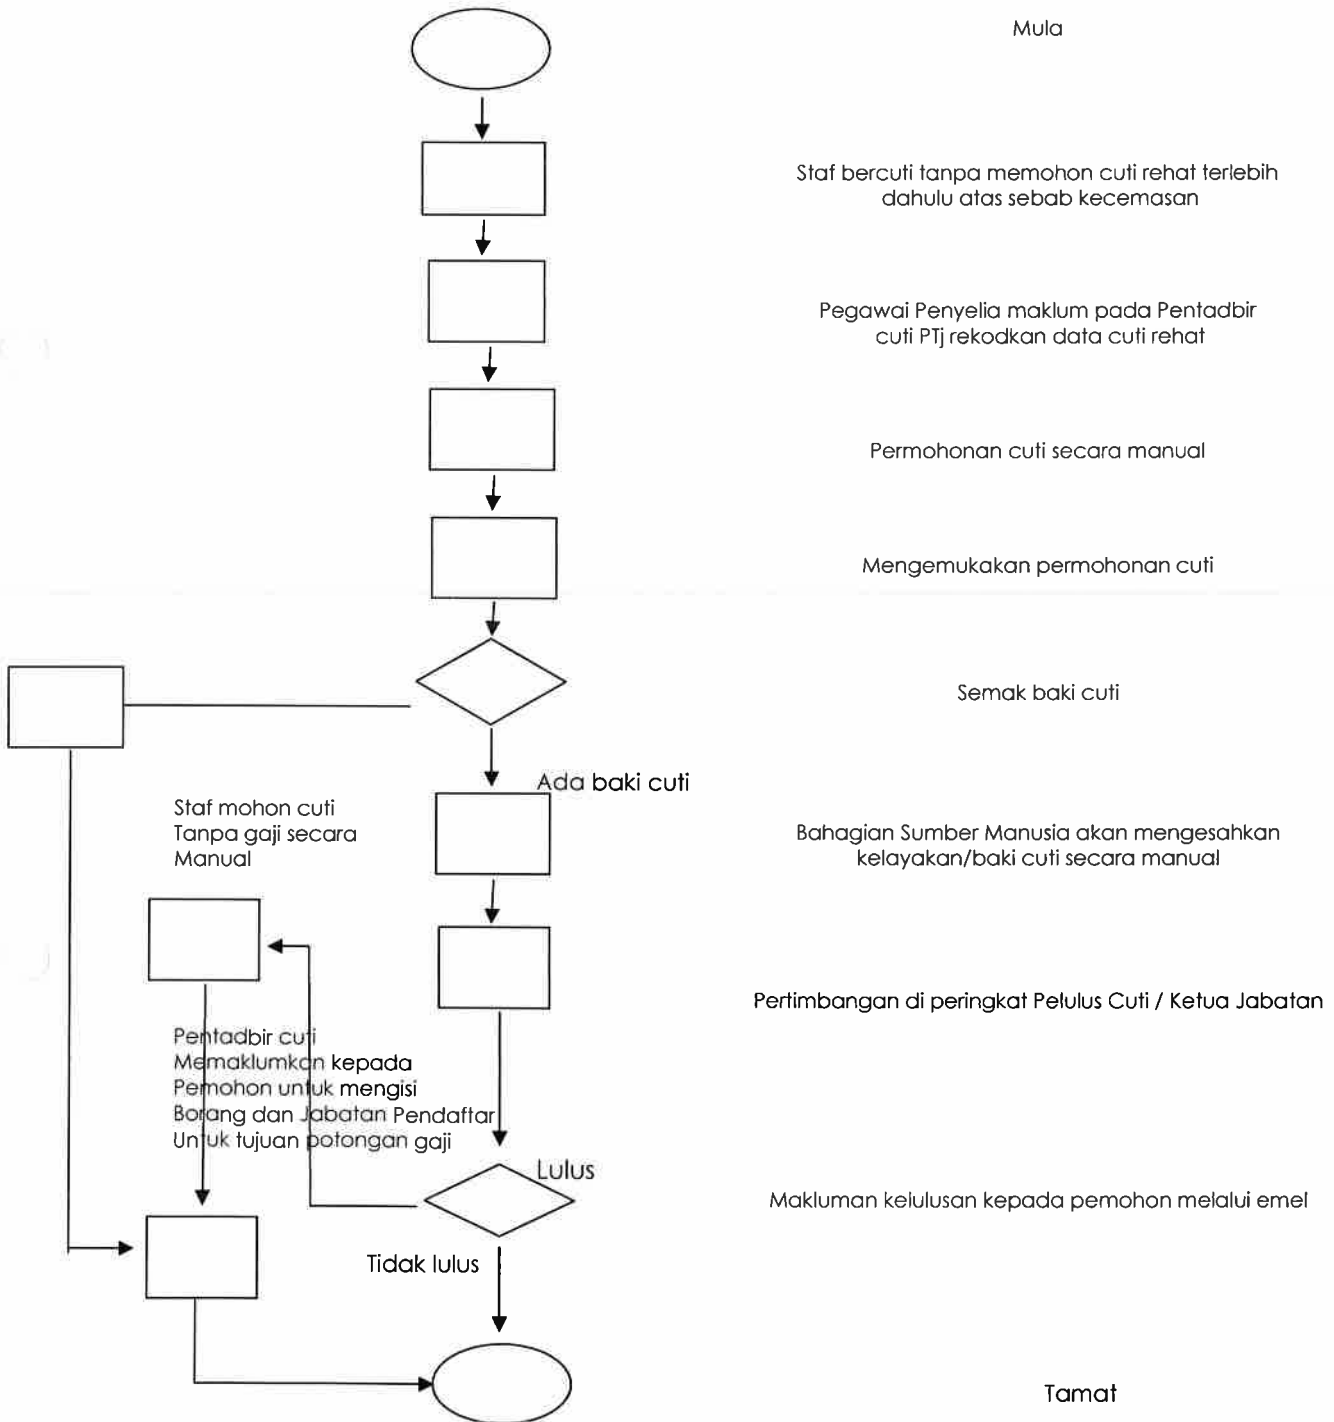 Mula
Staf bercuti tanpa memohon cuti rehat terlebih
dahulu atas sebab kecemasan
Pegawai Penyelia maklum pada Pentadbir
cuti PTj rekodkan data cuti rehat
Permohonan cuti secara manual
Mengemukakan permohonan cuti
Semak baki cuti
Ada baki cuti
Staf mohon cuti
Tanpa gaji secara
Manual
Bahagian Sumber Manusia akan mengesahkan
kelayakan/baki cuti secara manual
Pertimbangan di peringkat Pelulus Cuti / Ketua Jabatan
Pentadbir cuti
Memaklumkan kepada
Pemohon untuk mengisi
Borang dan Jabatan Pendaftar
Untuk tujuan potongan gaji
Lulus
Makluman kelulusan kepada pemohon melalui emel
Tidak lulus
Tamat